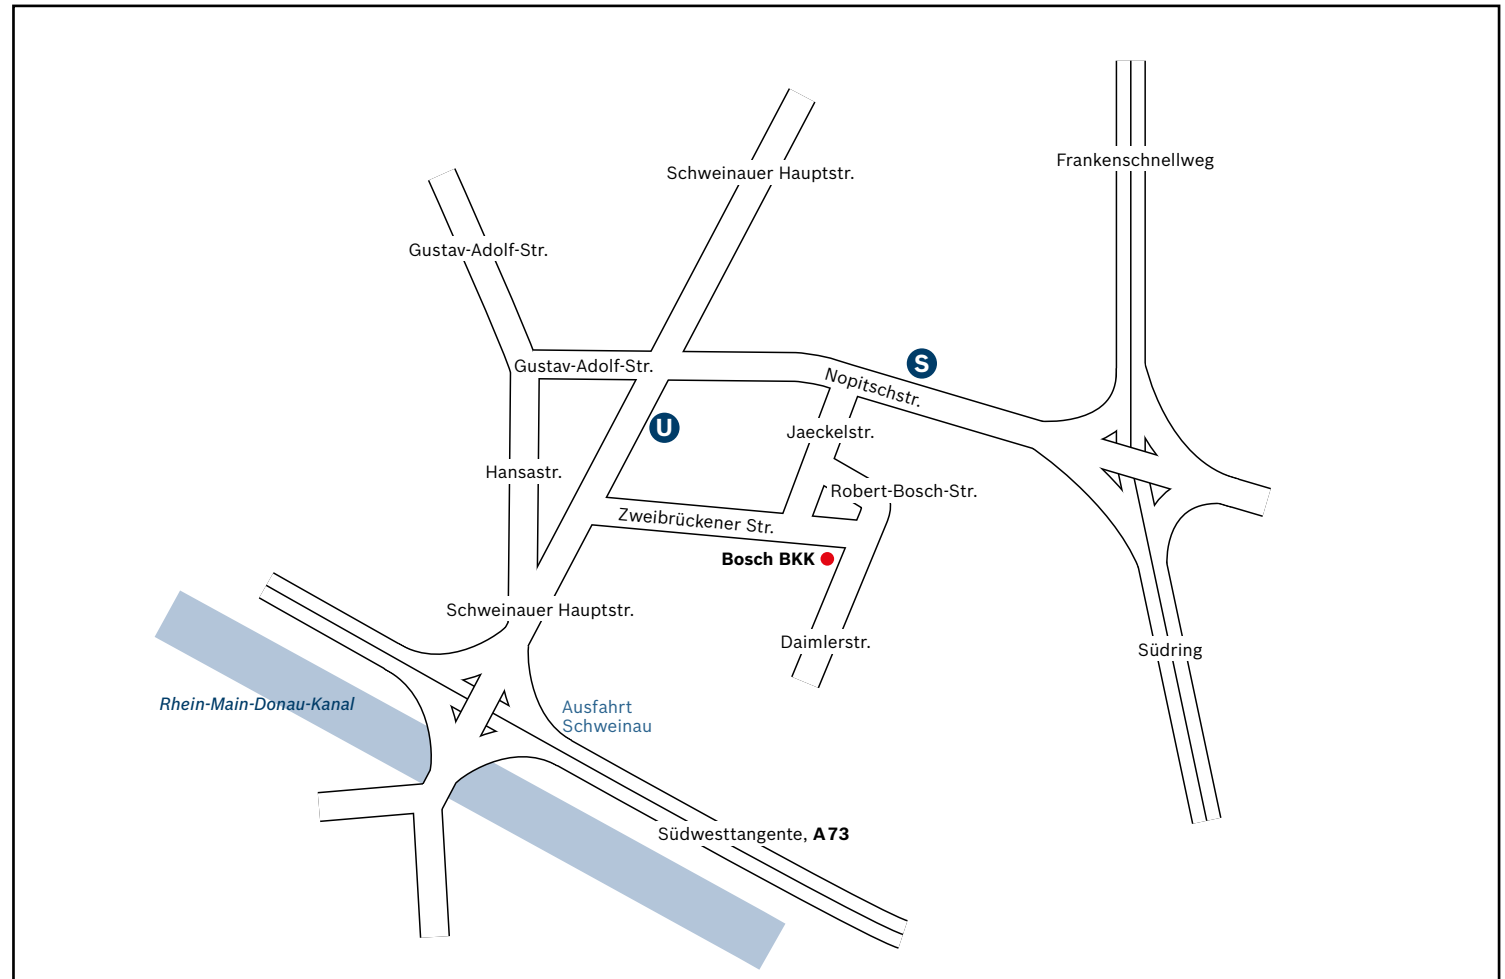 Frankenschnellweg
Schweinauer Hauptstr.
Gustav-Adolf-Str.
S
Gustav-Adolf-Str.
Nopitschstr.
U
Jaeckelstr.
Hansastr.
Robert-Bosch-Str.
Zweibrückener Str.
Bosch BKK
Schweinauer Hauptstr.
Daimlerstr.
Südring
Rhein-Main-Donau-Kanal
Ausfahrt
Schweinau
Südwesttangente, A 73